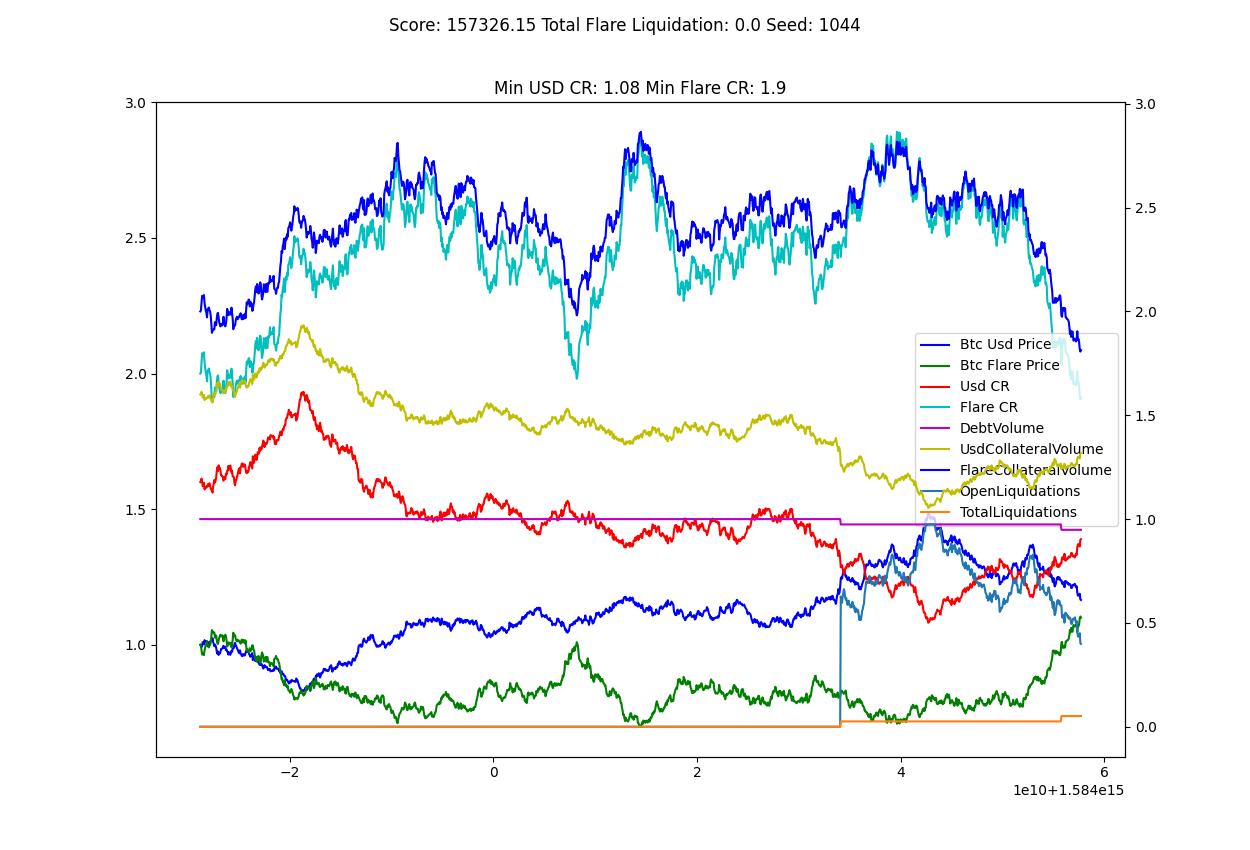 Score: 157326.15 Total Flare Liquidation: 0.0 Seed: 1044
Min USD CR: 1.08 Min Flare CR: 1.9
3.0
2.5
2.0
1.5
1.0
3.0
2.5
2.0
1.5
1.0
0.5
0.0
Btc Usd Price
Btc Flare Price
Usd CR
Flare CR
DebtVolume
UsdCollateralVolume
FlareCollateralVolume
OpenLiquidations
TotalLiquidations
−2 0 2 4 6
1e10+1.584e15